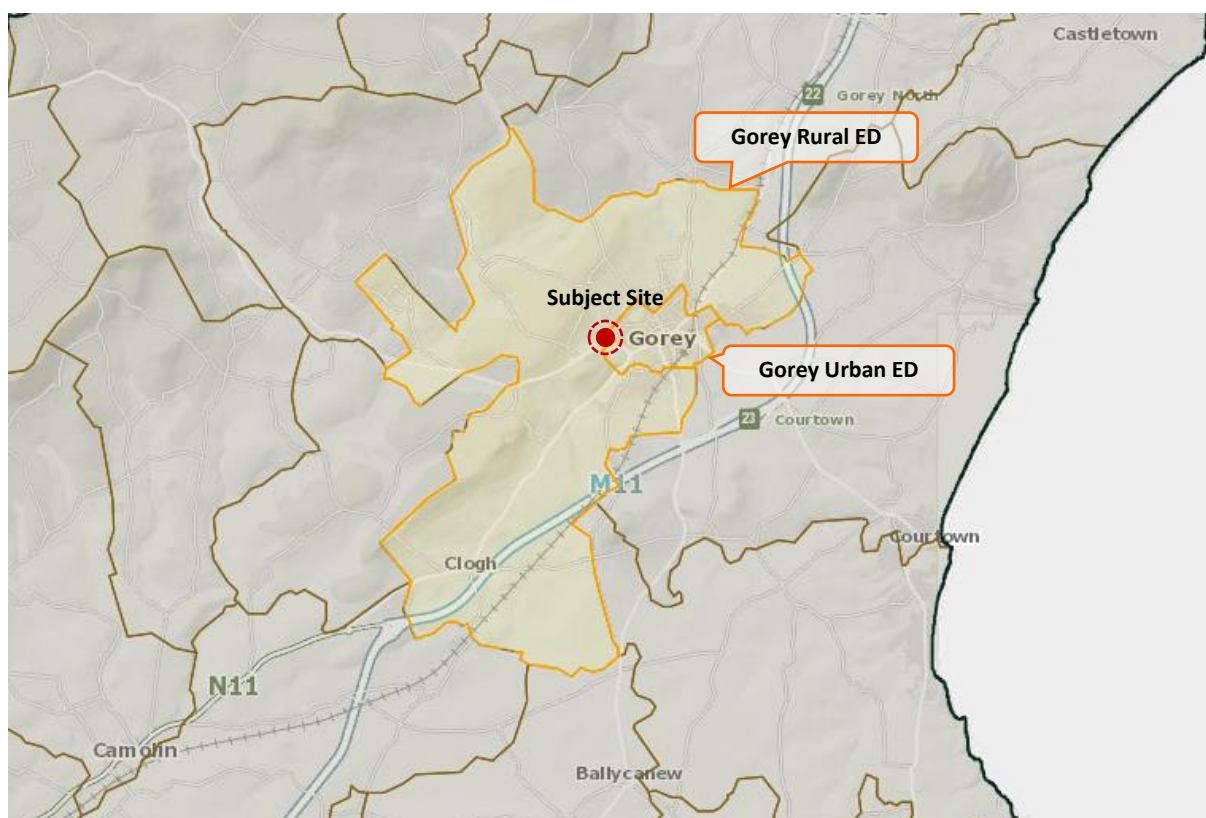 Castletown
22
Gorey North
Gorey Rural ED
Subject Site
Gorey
Gorey Urban ED
23
Courtown
M11
Courtown
Clogh
N11
Camolin
Ballycanew